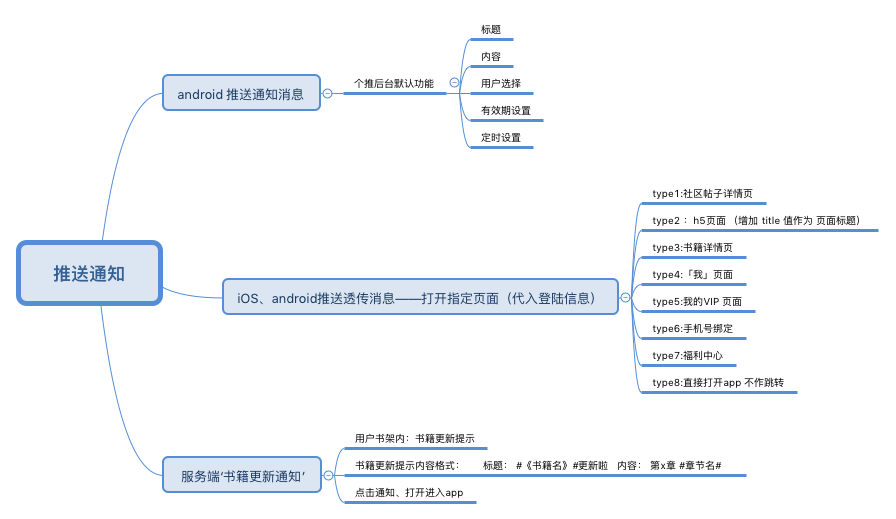 推送通知
android 推送通知消息
个推后台默认功能
标题
内容
用户选择
有效期设置
定时设置
iOS、android推送透传消息——打开指定页面（代入登陆信息）
type1:社区帖子详情页
type2： h5页面 （增加 title 值作为 页面标题）
type3:书籍详情页
type4:「我」页面
type5:我的VIP 页面
type6:手机号绑定
type7:福利中心
type8:直接打开app 不作跳转
服务端‘书籍更新通知’
用户书架内：书籍更新提示
书籍更新提示内容格式： 标题： #《书籍名》#更新啦 内容： 第x章 #章节名#
点击通知、打开进入app